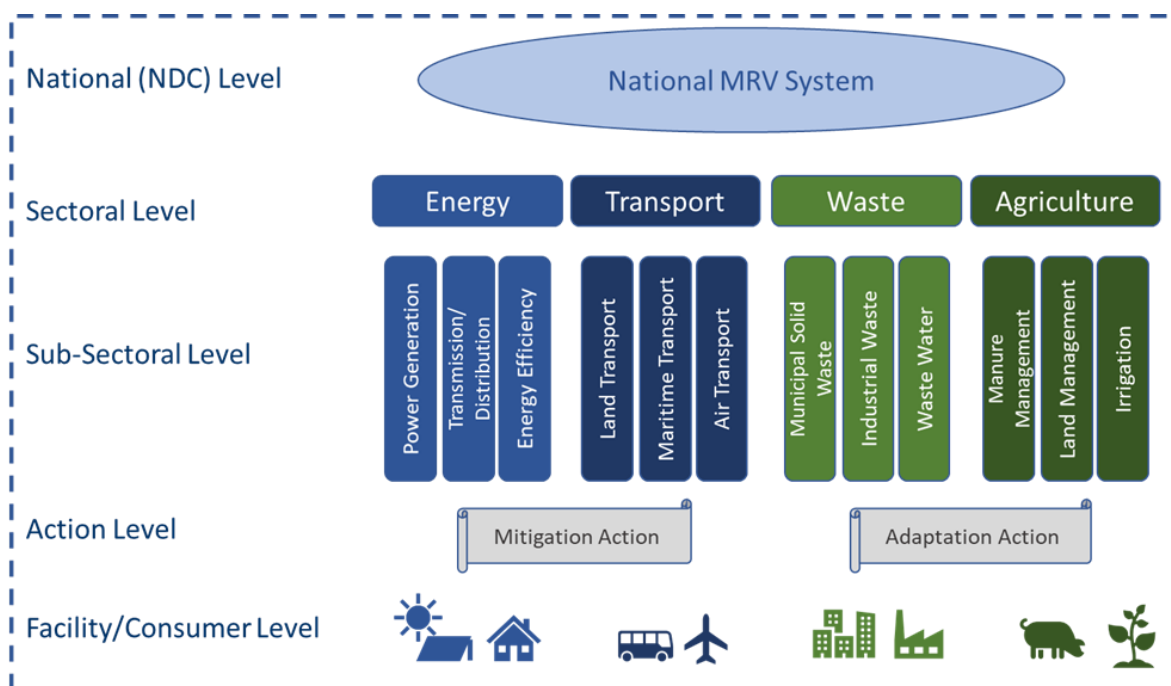 National (NDC) Level
National MRV System
Sectoral Level
Energy
Transport
Waste
Agriculture
Sub-Sectoral Level
Power Generation
Transmission/
Distribution
Energy Efficiency
Land Transport
Maritime Transport
Air Transport
Municipal Solid
Waste
Industrial Waste
Waste Water
Manure
Management
Land Management
Irrigation
Action Level
Mitigation Action
Adaptation Action
Facility/Consumer Level